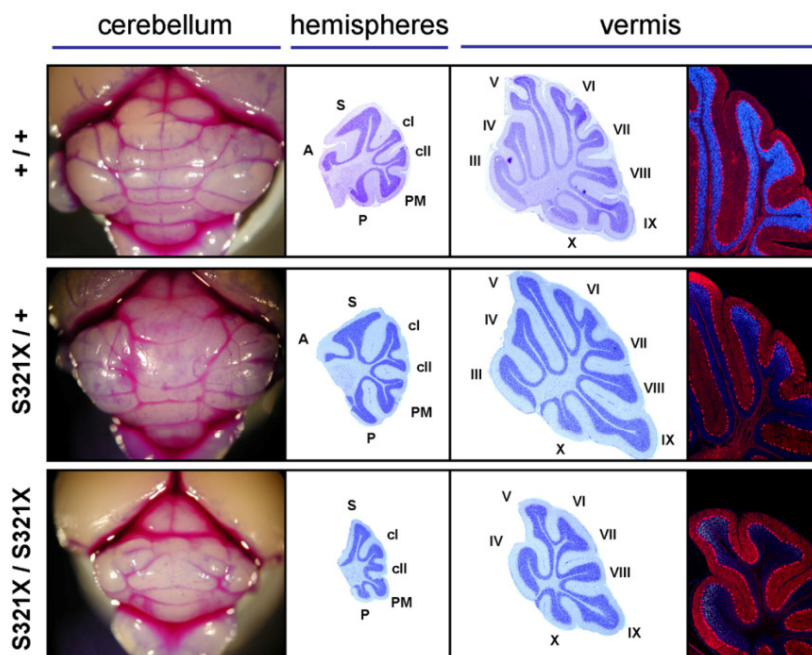 cerebellum hemispheres vermis
+ / +
S
A
cI
cII
PM
P
V
VI
IV
VII
III
VIII
IX
X
S321X / +
S
A
cI
cII
PM
P
V
VI
IV
VII
III
VIII
X
IX
S321X / S321X
S
cI
cII
P
PM
V
VI
IV
VII
VIII
X
IX